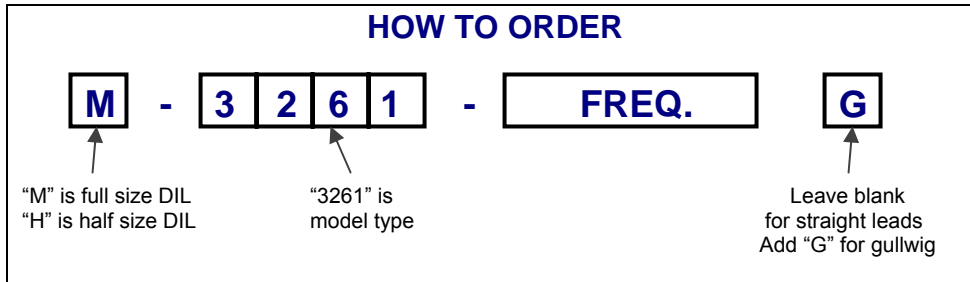 HOW TO ORDER
M - 3 2 6 1 - FREQ. G
“M” is full size DIL
“H” is half size DIL
“3261” is
model type
Leave blank
for straight leads
Add “G” for gullwig